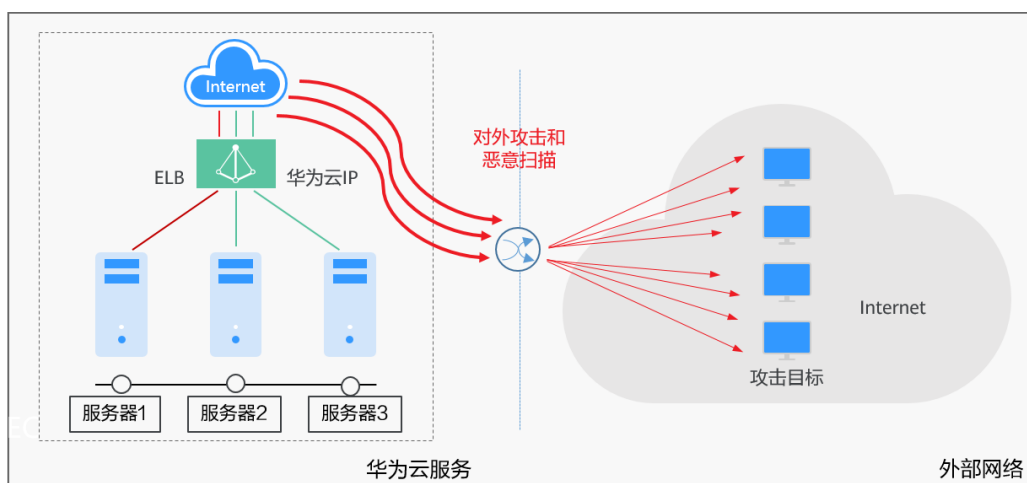 Internet
对外攻击和
恶意扫描
ELB
华为云IP
Internet
攻击目标
服务器1
服务器2
服务器3
华为云服务
外部网络